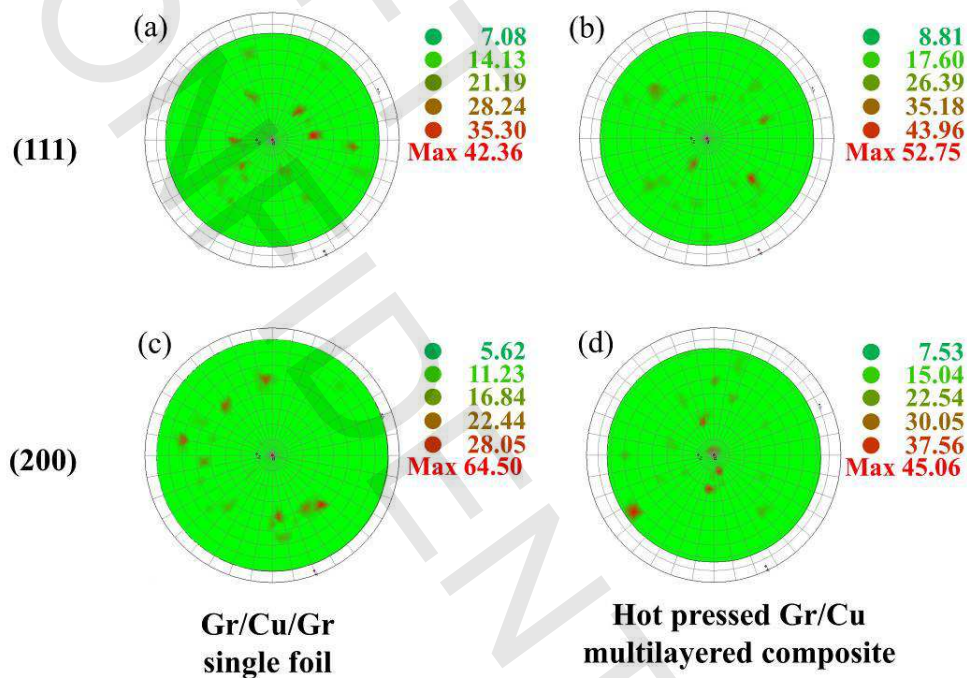 (a)
7.08
14.13
21.19
28.24
35.30
Max 42.36
(b)
8.81
17.60
26.39
35.18
43.96
Max 52.75
(111)
(c)
5.62
11.23
16.84
22.44
28.05
Max 64.50
(d)
7.53
15.04
22.54
30.05
37.56
Max 45.06
(200)
Gr/Cu/Gr
single foil
Hot pressed Gr/Cu
multilayered composite